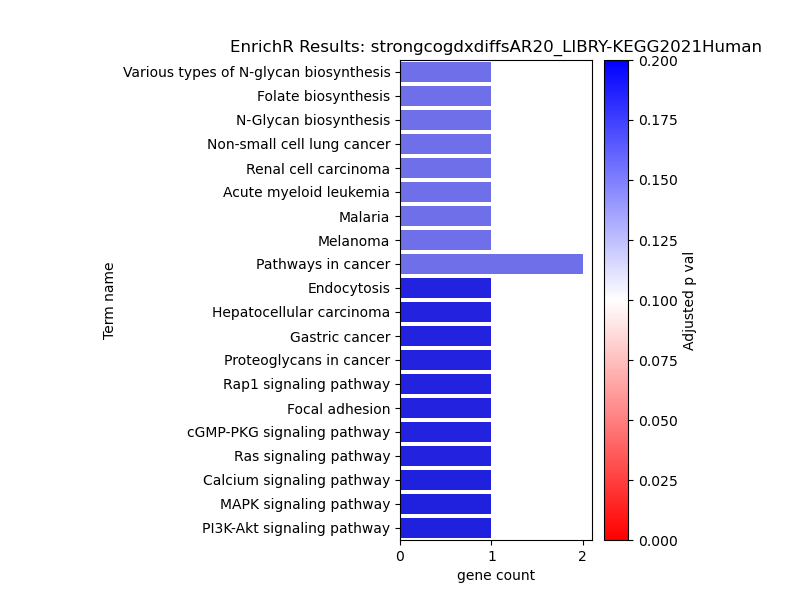 EnrichR Results: strongcogdxdiffsAR20_LIBRY-KEGG2021Human
Various types of N-glycan biosynthesis
Folate biosynthesis
N-Glycan biosynthesis
Non-small cell lung cancer
Renal cell carcinoma
Acute myeloid leukemia
Malaria
Melanoma
Pathways in cancer
Endocytosis
Hepatocellular carcinoma
Gastric cancer
Proteoglycans in cancer
Rap1 signaling pathway
Focal adhesion
cGMP-PKG signaling pathway
Ras signaling pathway
Calcium signaling pathway
MAPK signaling pathway
PI3K-Akt signaling pathway
Term name
0 1 2
gene count
0.200
0.175
0.150
0.125
0.100
0.075
0.050
0.025
0.000
Adjusted p val